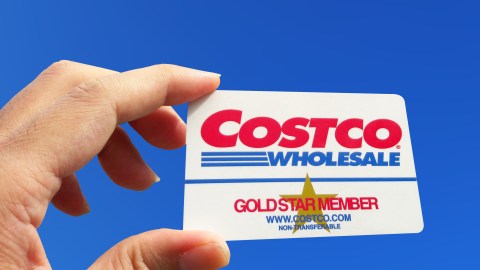 COSTCO®
WHOLESALE
GOLD STAR MEMBER
WWW.COSTCO.COM
NON-TRANSFERABLE